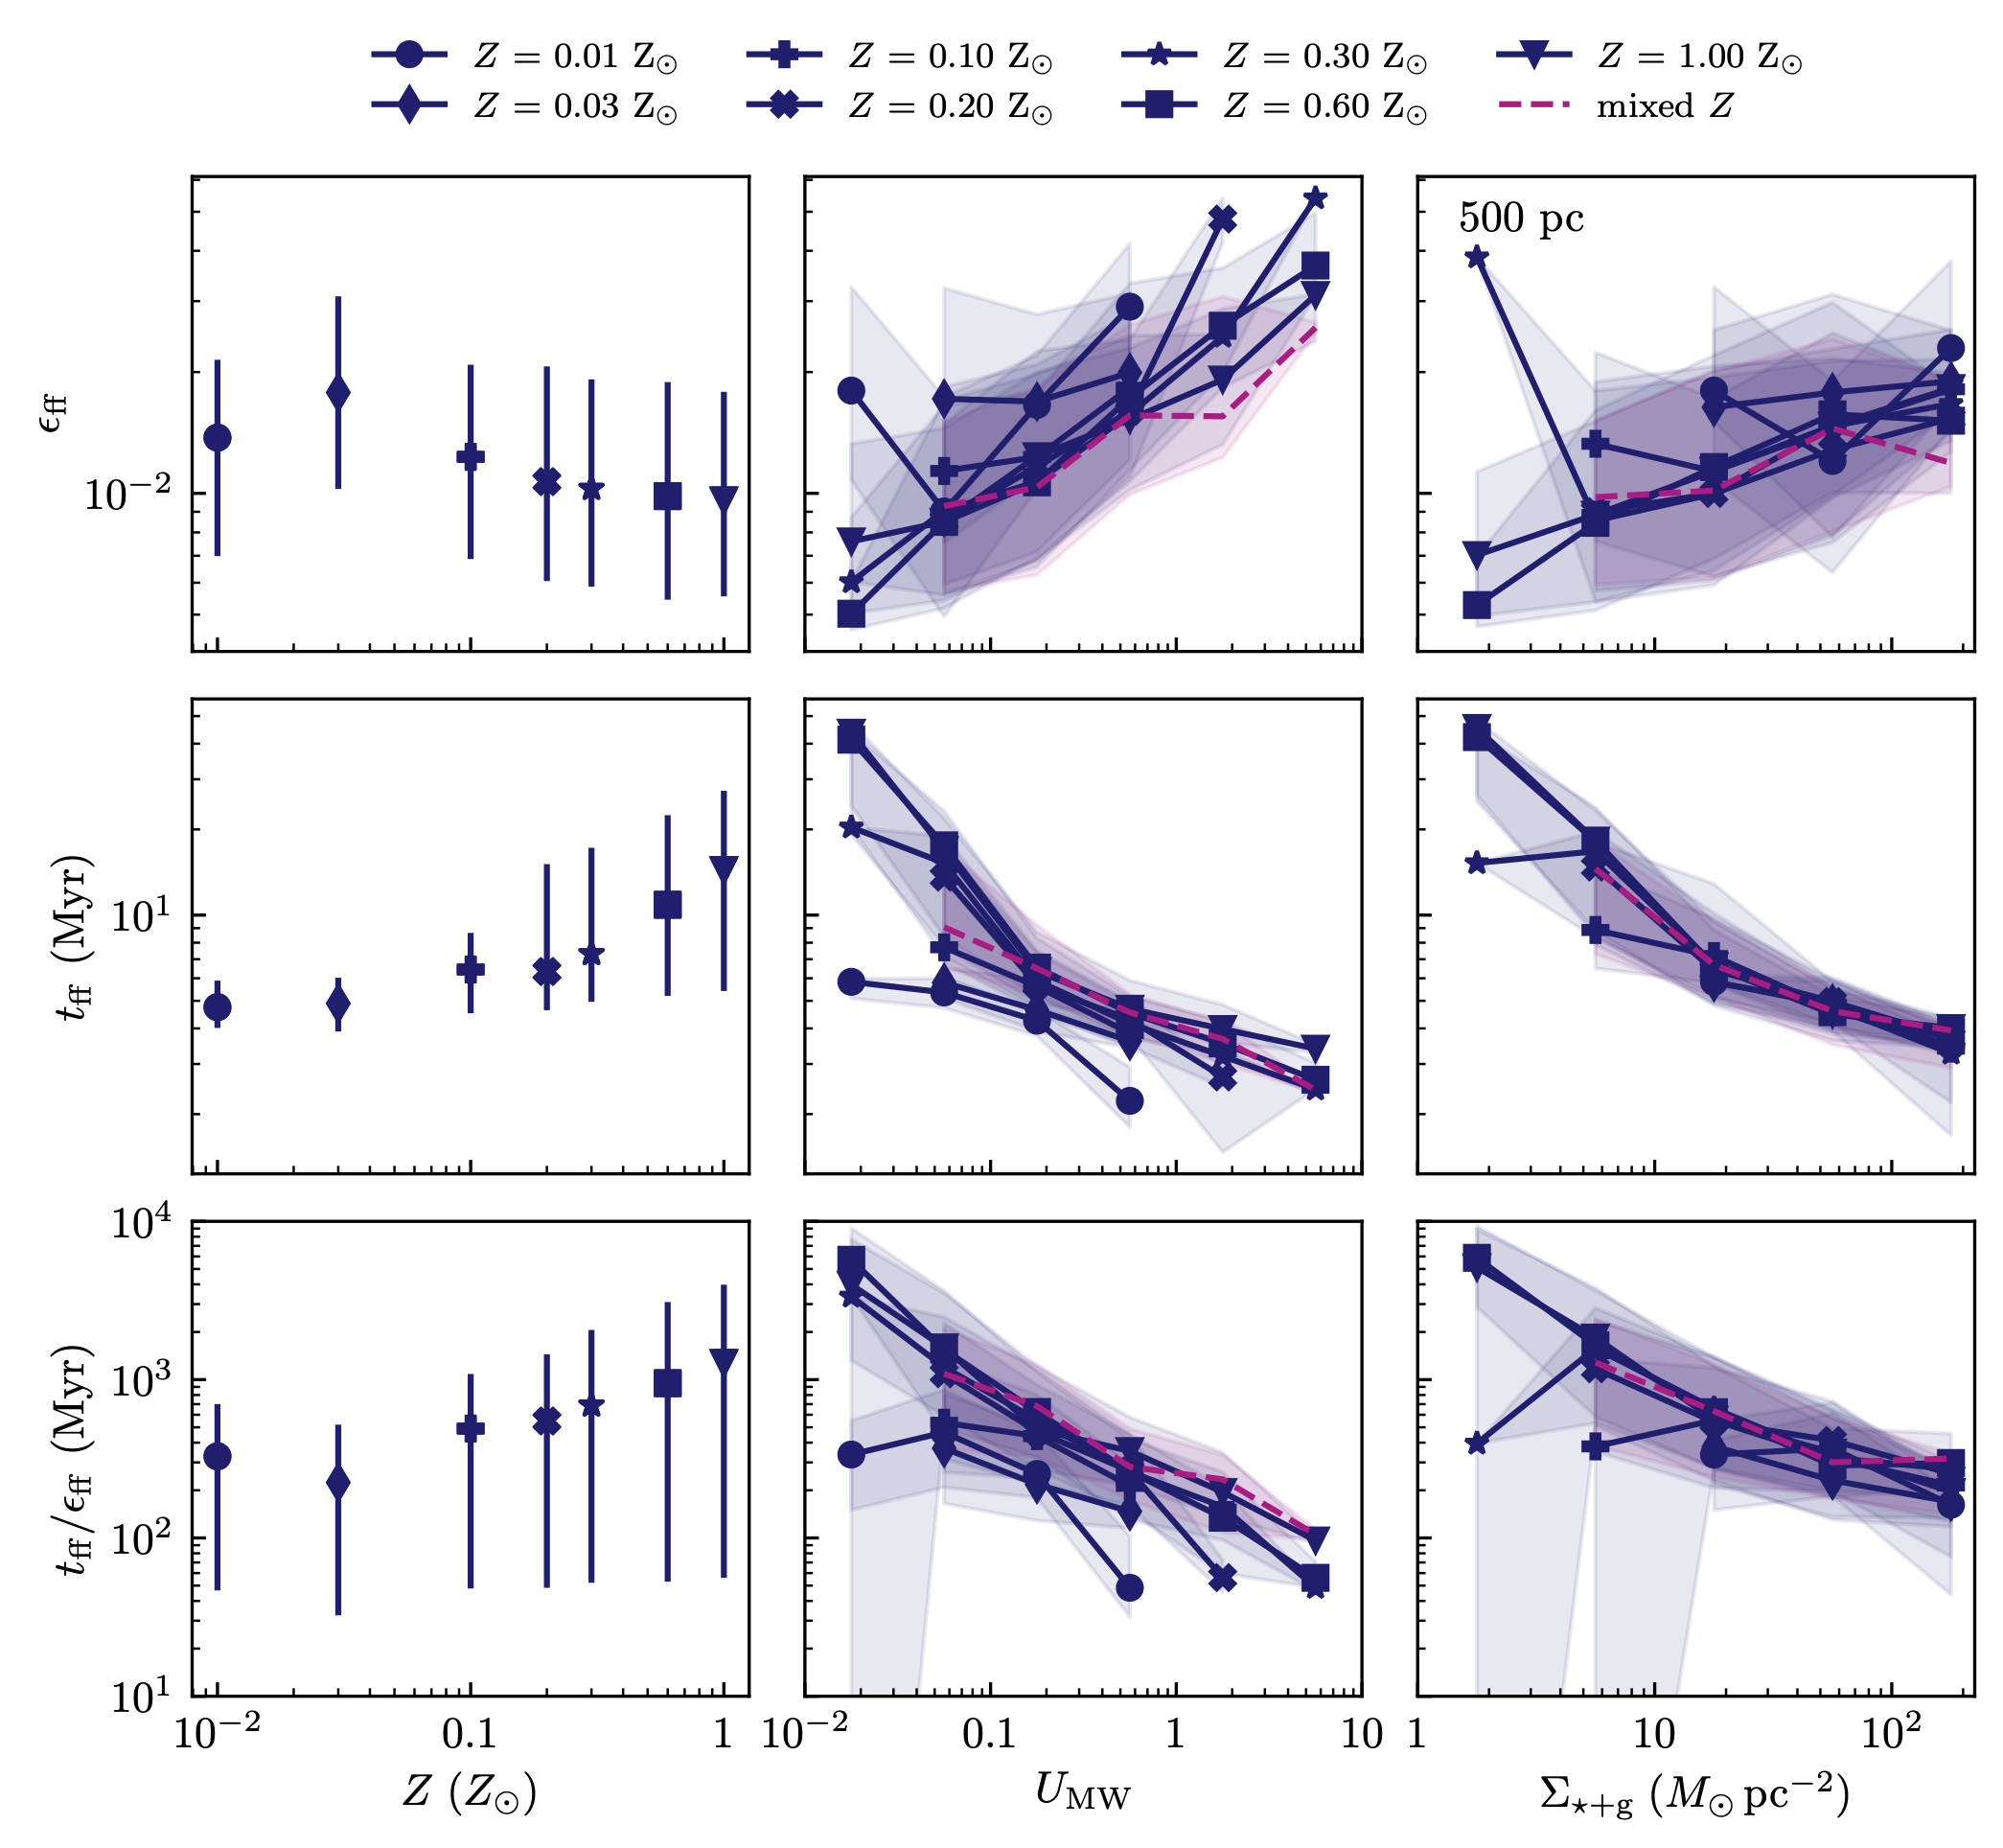 Z = 0.01 Z⊙ Z = 0.10 Z⊙ Z = 0.30 Z⊙ Z = 1.00 Z⊙
Z = 0.03 Z⊙ Z = 0.20 Z⊙ Z = 0.60 Z⊙ mixed Z
500 pc
ϵff
10⁻²
tff (Myr)
10¹
tff/ϵff (Myr)
10⁴
10³
10²
10¹
10⁻² 0.1 1 10⁻² 0.1 1 10 1 10 10²
Z (Z⊙) UMW Σ⋆+g (M⊙ pc⁻²)